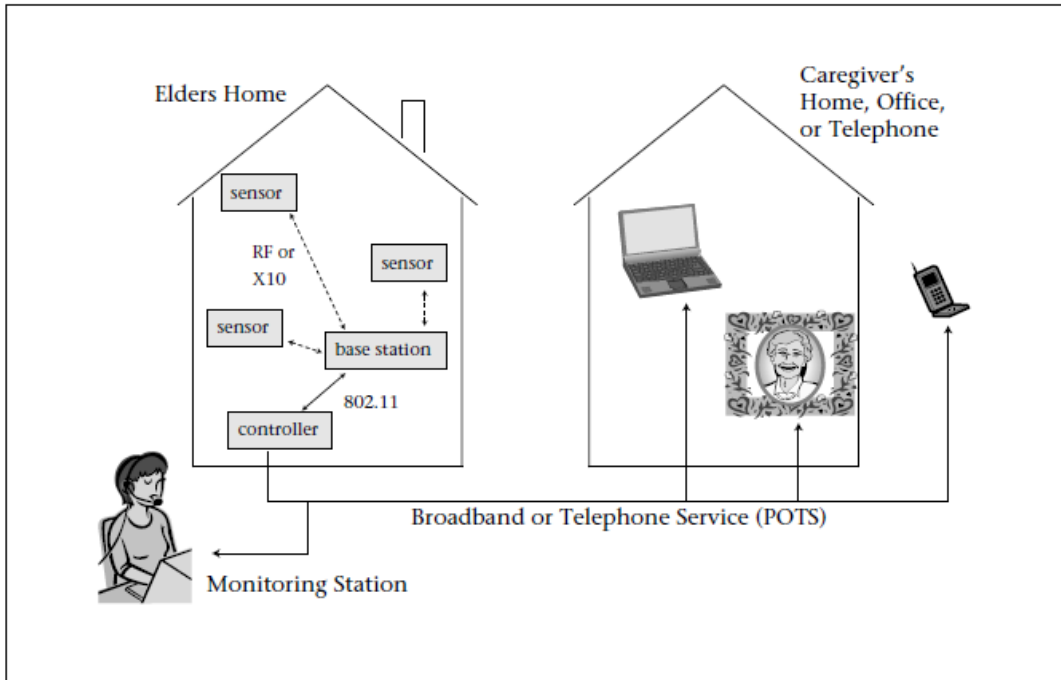 Elders Home
Caregiver's
Home, Office,
or Telephone
sensor
RF or
X10
sensor
sensor
base station
802.11
controller
Broadband or Telephone Service (POTS)
Monitoring Station